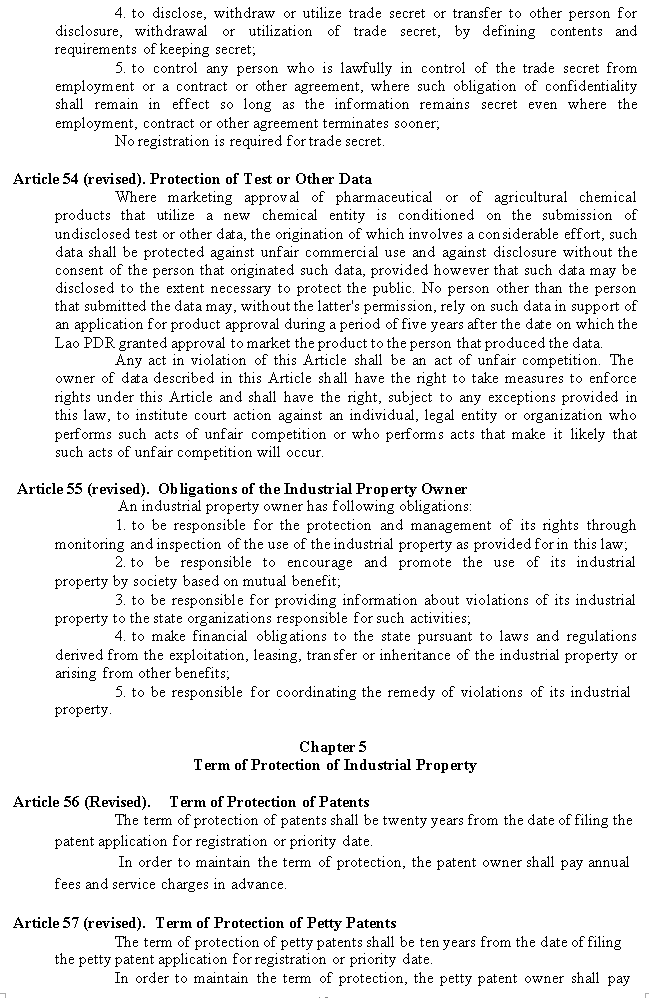 4. to disclose, withdraw or utilize trade secret or transfer to other person for
disclosure, withdrawal or utilization of trade secret, by defining contents and
requirements of keeping secret;
5. to control any person who is lawfully in control of the trade secret from
employment or a contract or other agreement, where such obligation of confidentiality
shall remain in effect so long as the information remains secret even where the
employment, contract or other agreement terminates sooner;
No registration is required for trade secret.
Article 54 (revised). Protection of Test or Other Data
Where marketing approval of pharmaceutical or of agricultural chemical
products that utilize a new chemical entity is conditioned on the submission of
undisclosed test or other data, the origination of which involves a considerable effort, such
data shall be protected against unfair commercial use and against disclosure without the
consent of the person that originated such data, provided however that such data may be
disclosed to the extent necessary to protect the public. No person other than the person
that submitted the data may, without the latter's permission, rely on such data in support of
an application for product approval during a period of five years after the date on which the
Lao PDR granted approval to market the product to the person that produced the data.
Any act in violation of this Article shall be an act of unfair competition. The
owner of data described in this Article shall have the right to take measures to enforce
rights under this Article and shall have the right, subject to any exceptions provided in
this law, to institute court action against an individual, legal entity or organization who
performs such acts of unfair competition or who performs acts that make it likely that
such acts of unfair competition will occur.
Article 55 (revised). Obligations of the Industrial Property Owner
An industrial property owner has following obligations:
1. to be responsible for the protection and management of its rights through
monitoring and inspection of the use of the industrial property as provided for in this law;
2. to be responsible to encourage and promote the use of its industrial
property by society based on mutual benefit;
3. to be responsible for providing information about violations of its industrial
property to the state organizations responsible for such activities;
4. to make financial obligations to the state pursuant to laws and regulations
derived from the exploitation, leasing, transfer or inheritance of the industrial property or
arising from other benefits;
5. to be responsible for coordinating the remedy of violations of its industrial
property.
Chapter 5
Term of Protection of Industrial Property
Article 56 (Revised). Term of Protection of Patents
The term of protection of patents shall be twenty years from the date of filing the
patent application for registration or priority date.
In order to maintain the term of protection, the patent owner shall pay annual
fees and service charges in advance.
Article 57 (revised). Term of Protection of Petty Patents
The term of protection of petty patents shall be ten years from the date of filing
the petty patent application for registration or priority date.
In order to maintain the term of protection, the petty patent owner shall pay